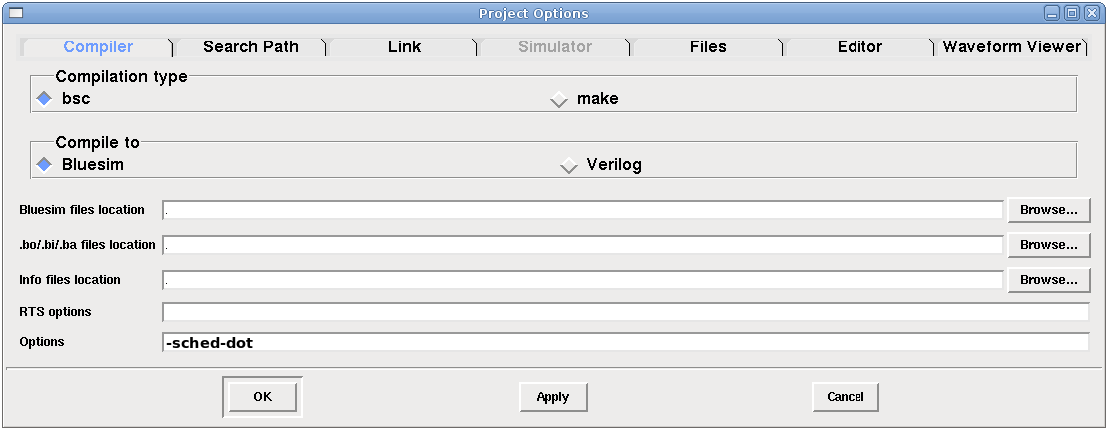 Project Options
Compiler Search Path Link Simulator Files Editor Waveform Viewer
Compilation type
bsc make
Compile to
Bluesim Verilog
Bluesim files location . Browse...
.bo/.bi/.ba files location . Browse...
Info files location . Browse...
RTS options
Options -sched-dot
OK Apply Cancel